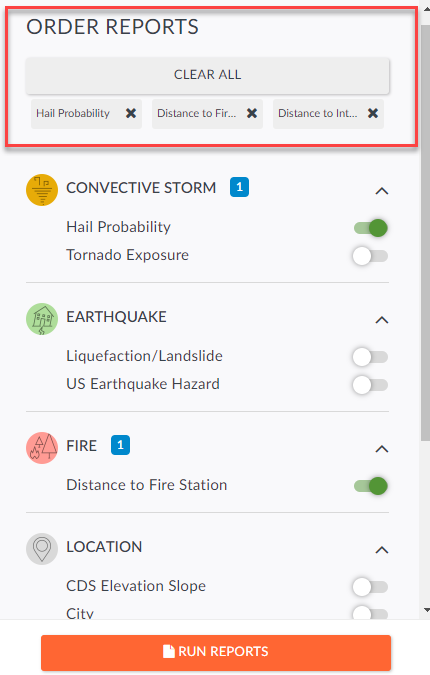 ORDER REPORTS
CLEAR ALL
Hail Probability ✖ Distance to Fir... ✖ Distance to Int... ✖
CONVECTIVE STORM 1
Hail Probability
Tornado Exposure
EARTHQUAKE
Liquefaction/Landslide
US Earthquake Hazard
FIRE 1
Distance to Fire Station
LOCATION
CDS Elevation Slope
City
RUN REPORTS